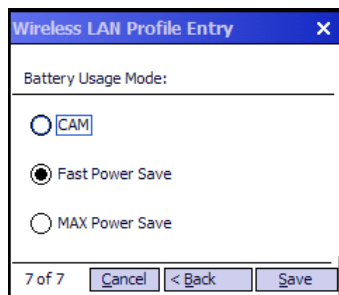 Wireless LAN Profile Entry
Battery Usage Mode:
CAM
Fast Power Save
MAX Power Save
7 of 7 Cancel < Back Save